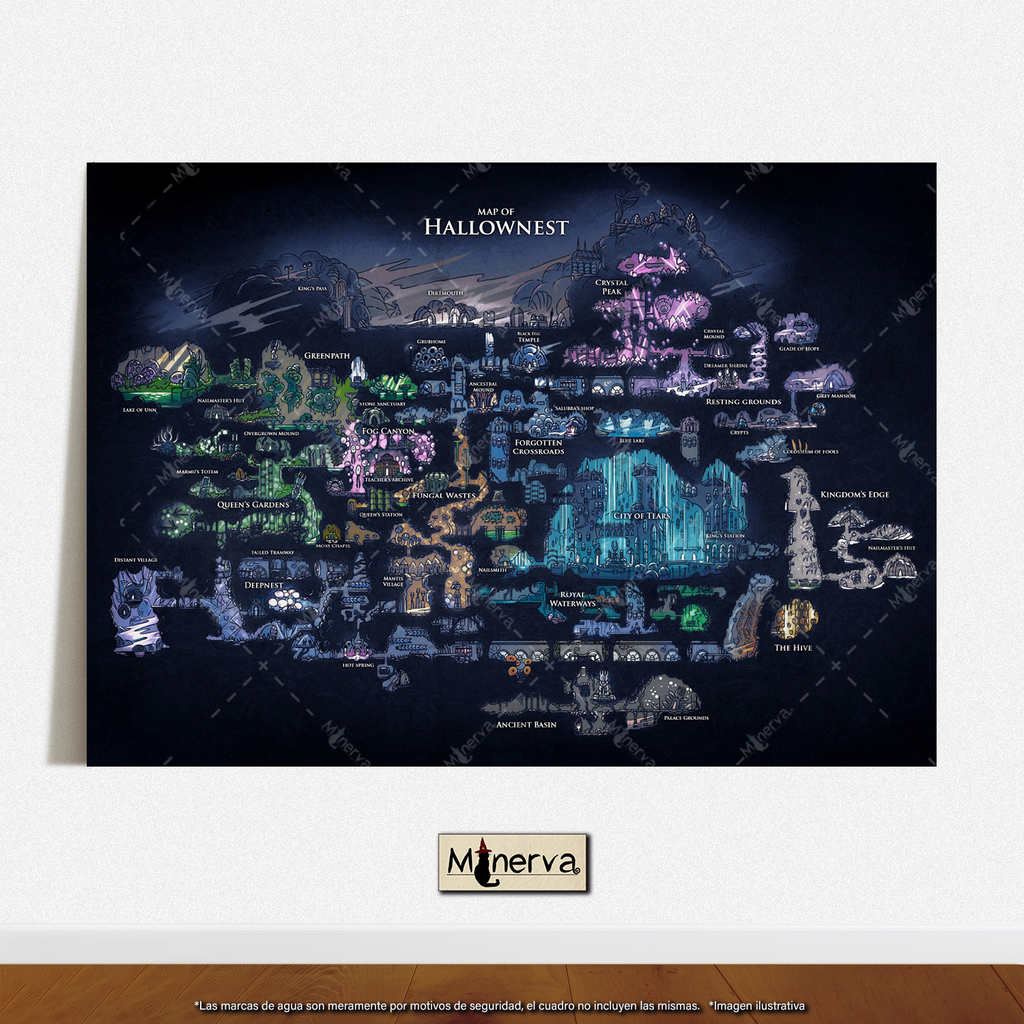 MAP OF
HALLOWNEST
KING'S PASS
DIRTMOUTH
CRYSTAL
PEAK
CRYSTAL
MOUND
GLADE OF HOPE
BLACK EGG
TEMPLE
GRUBHOME
GREENPATH
DREAMER SHRINE
ANCESTRAL
MOUND
GREY MANSION
RESTING GROUNDS
LAKE OF UNN
NAILMASTER'S HUT
STONE SANCTUARY
SALUBRA'S SHOP
CRYPTS
OVERGROWN MOUND
FOG CANYON
FORGOTTEN
CROSSROADS
BLUE LAKE
COLOSSEUM OF FOOLS
MARMU'S TOTEM
TEACHER'S ARCHIVE
FUNGAL WASTES
KINGDOM'S EDGE
QUEEN'S GARDENS
QUEEN'S STATION
CITY OF TEARS
KING'S STATION
MOSS CHAPEL
NAILMASTER'S HUT
DISTANT VILLAGE
FAILED TRAMWAY
DEEPNEST
MANTIS
VILLAGE
NAILSMITH
ROYAL
WATERWAYS
THE HIVE
HOT SPRING
ANCIENT BASIN
PALACE GROUNDS
Minerva
*Las marcas de agua son meramente por motivos de seguridad, el cuadro no incluyen las mismas. *Imagen ilustrativa